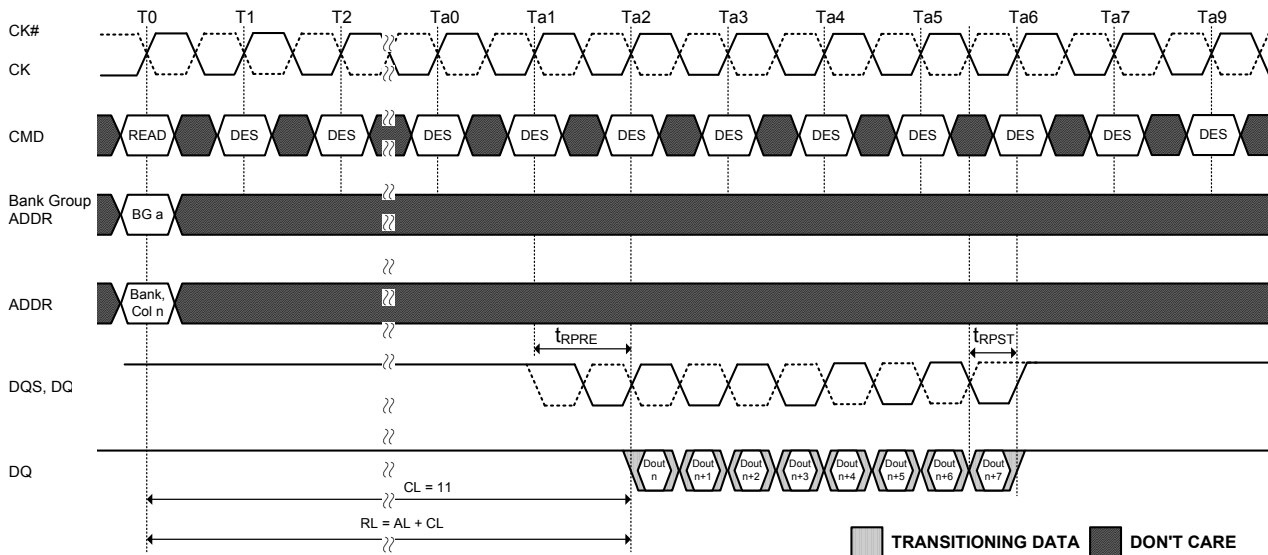 T0 T1 T2 Ta0 Ta1 Ta2 Ta3 Ta4 Ta5 Ta6 Ta7 Ta9
CK#
CK
CMD READ DES DES DES DES DES DES DES DES DES DES DES
Bank Group
ADDR
BG a
ADDR
Bank,
Col n
tRPRE tRPST
DQS, DQ
DQ
Dout n Dout n+1 Dout n+2 Dout n+3 Dout n+4 Dout n+5 Dout n+6 Dout n+7
CL = 11
RL = AL + CL
TRANSITIONING DATA DON'T CARE